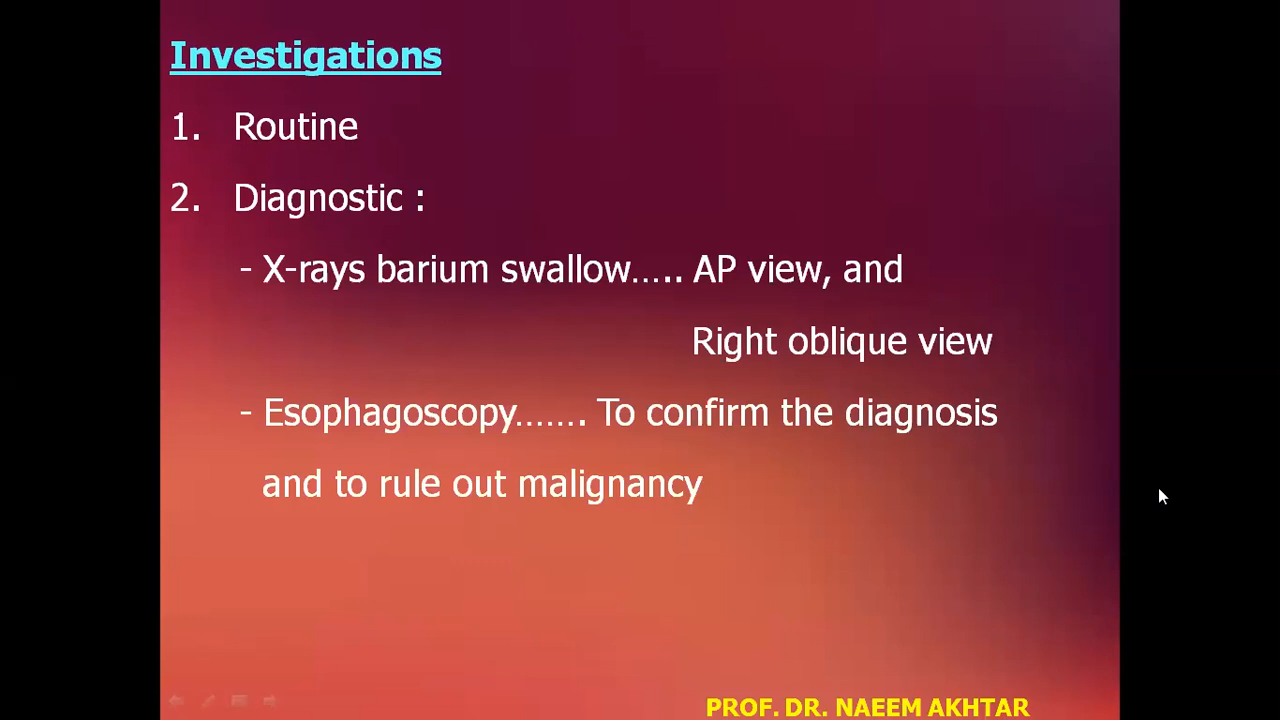 Investigations
1. Routine
2. Diagnostic :
- X-rays barium swallow….. AP view, and
Right oblique view
- Esophagoscopy……. To confirm the diagnosis
and to rule out malignancy
PROF. DR. NAEEM AKHTAR